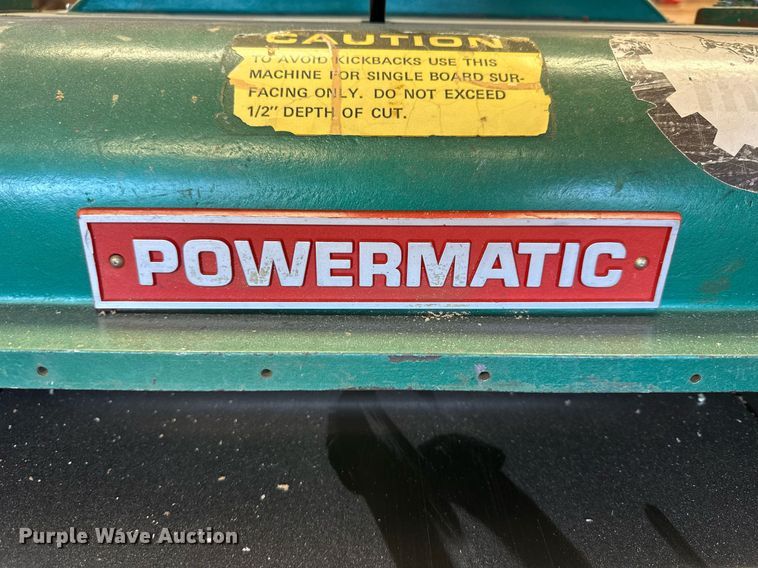 CAUTION
TO AVOID KICKBACKS USE THIS
MACHINE FOR SINGLE BOARD SUR-
FACING ONLY. DO NOT EXCEED
1/2" DEPTH OF CUT.
POWERMATIC
Purple Wave Auction